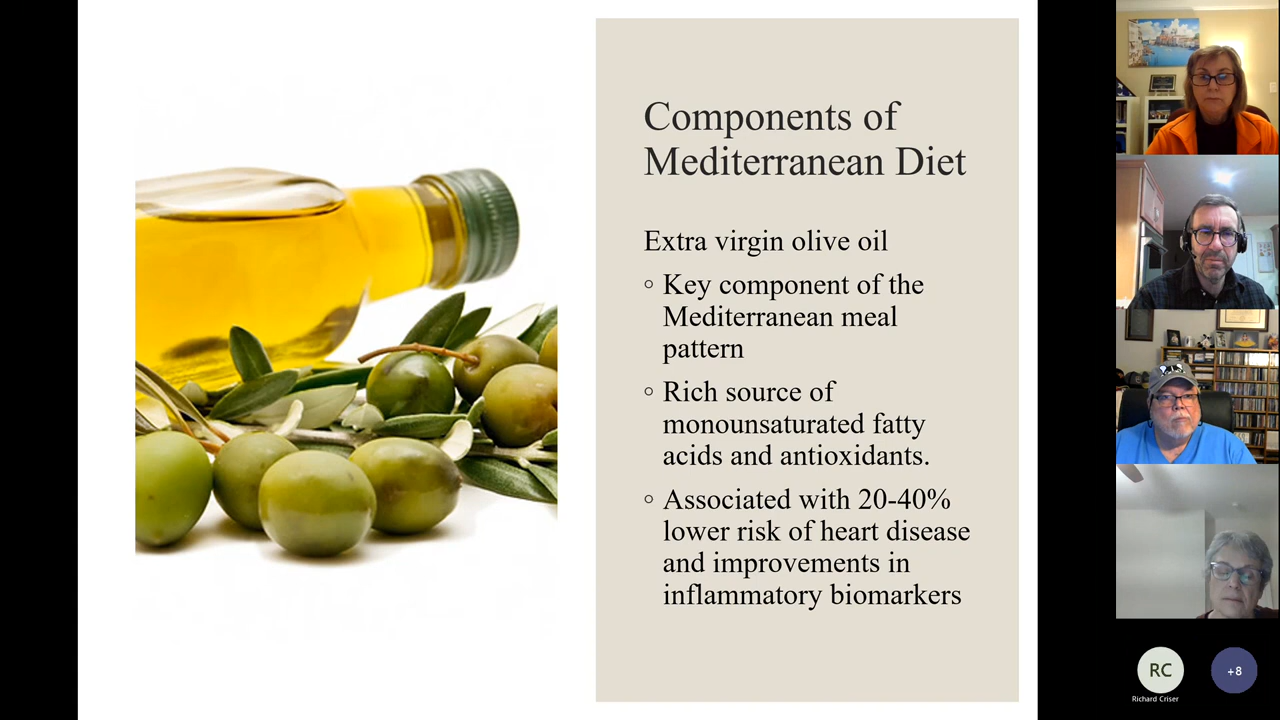 Components of
Mediterranean Diet
Extra virgin olive oil
◦ Key component of the
Mediterranean meal
pattern
◦ Rich source of
monounsaturated fatty
acids and antioxidants.
◦ Associated with 20-40%
lower risk of heart disease
and improvements in
inflammatory biomarkers
RC
+8
Richard Criser